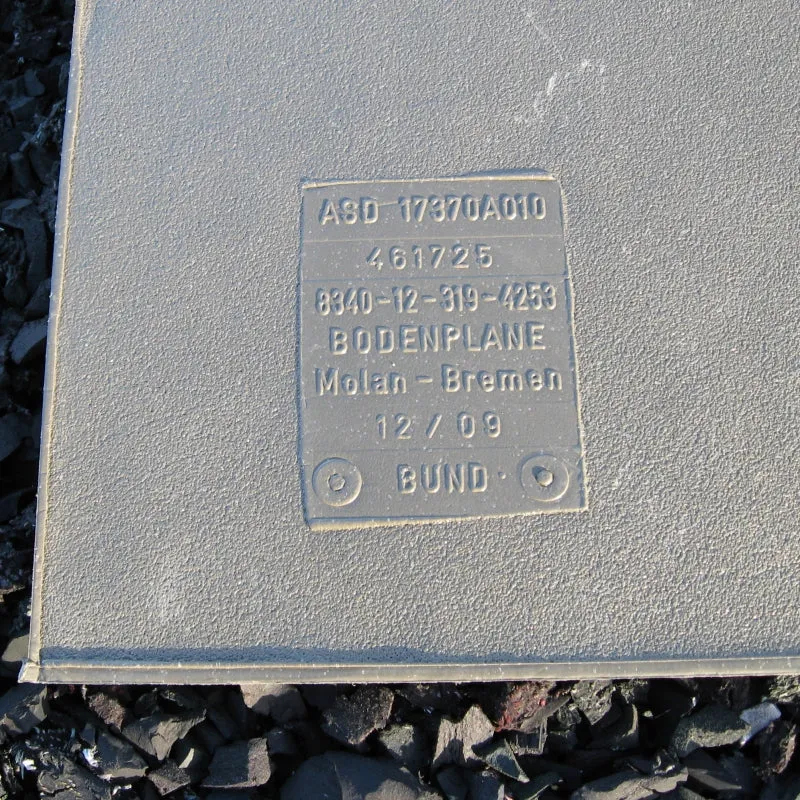 ASD 17370A010
461725
8340-12-319-4253
BODENPLANE
Molan-Bremen
12/09
BUND